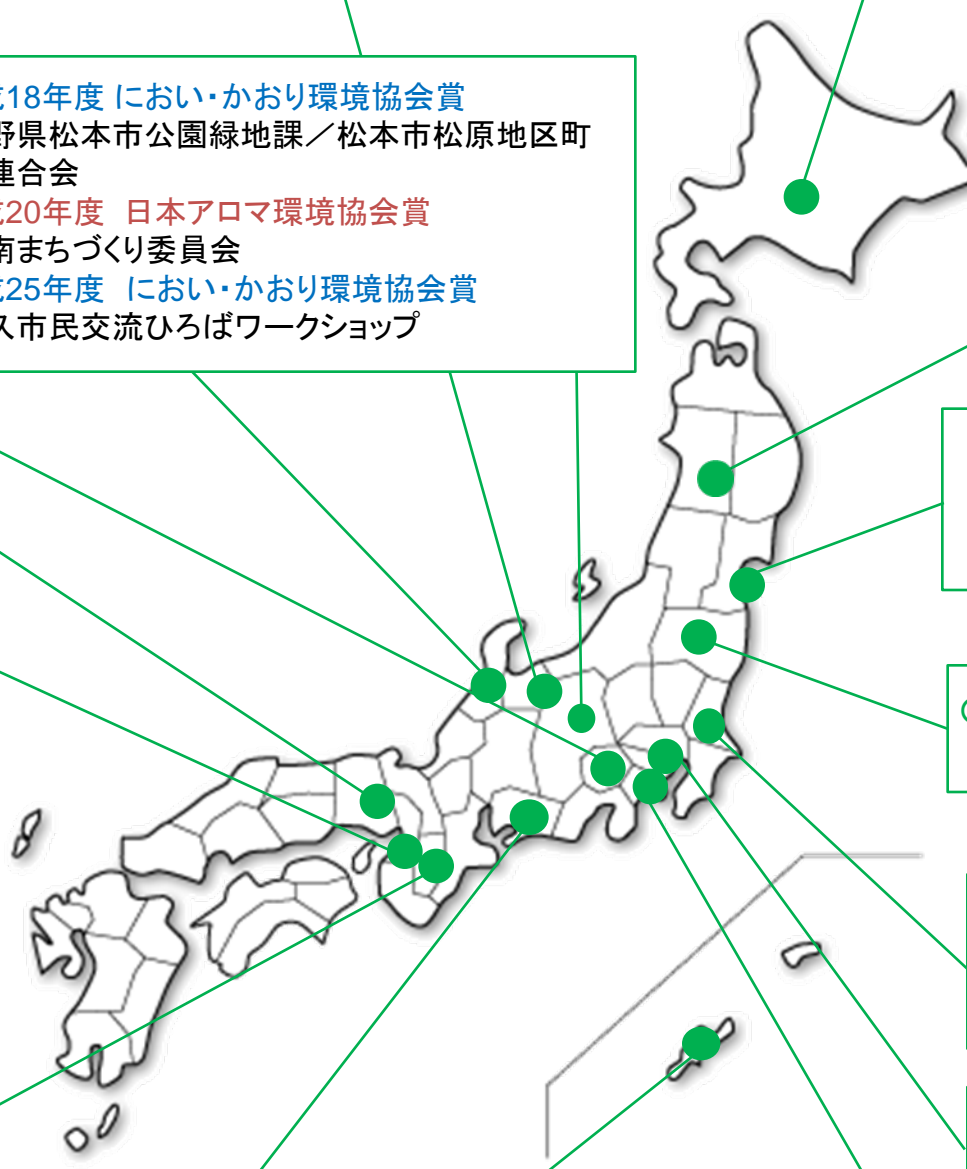 18年度 におい・かおり環境協会賞
野県松本市公園緑地課／松本市松原地区町
連合会
20年度 日本アロマ環境協会賞
南まちづくり委員会
25年度 におい・かおり環境協会賞
久市民交流ひろばワークショップ